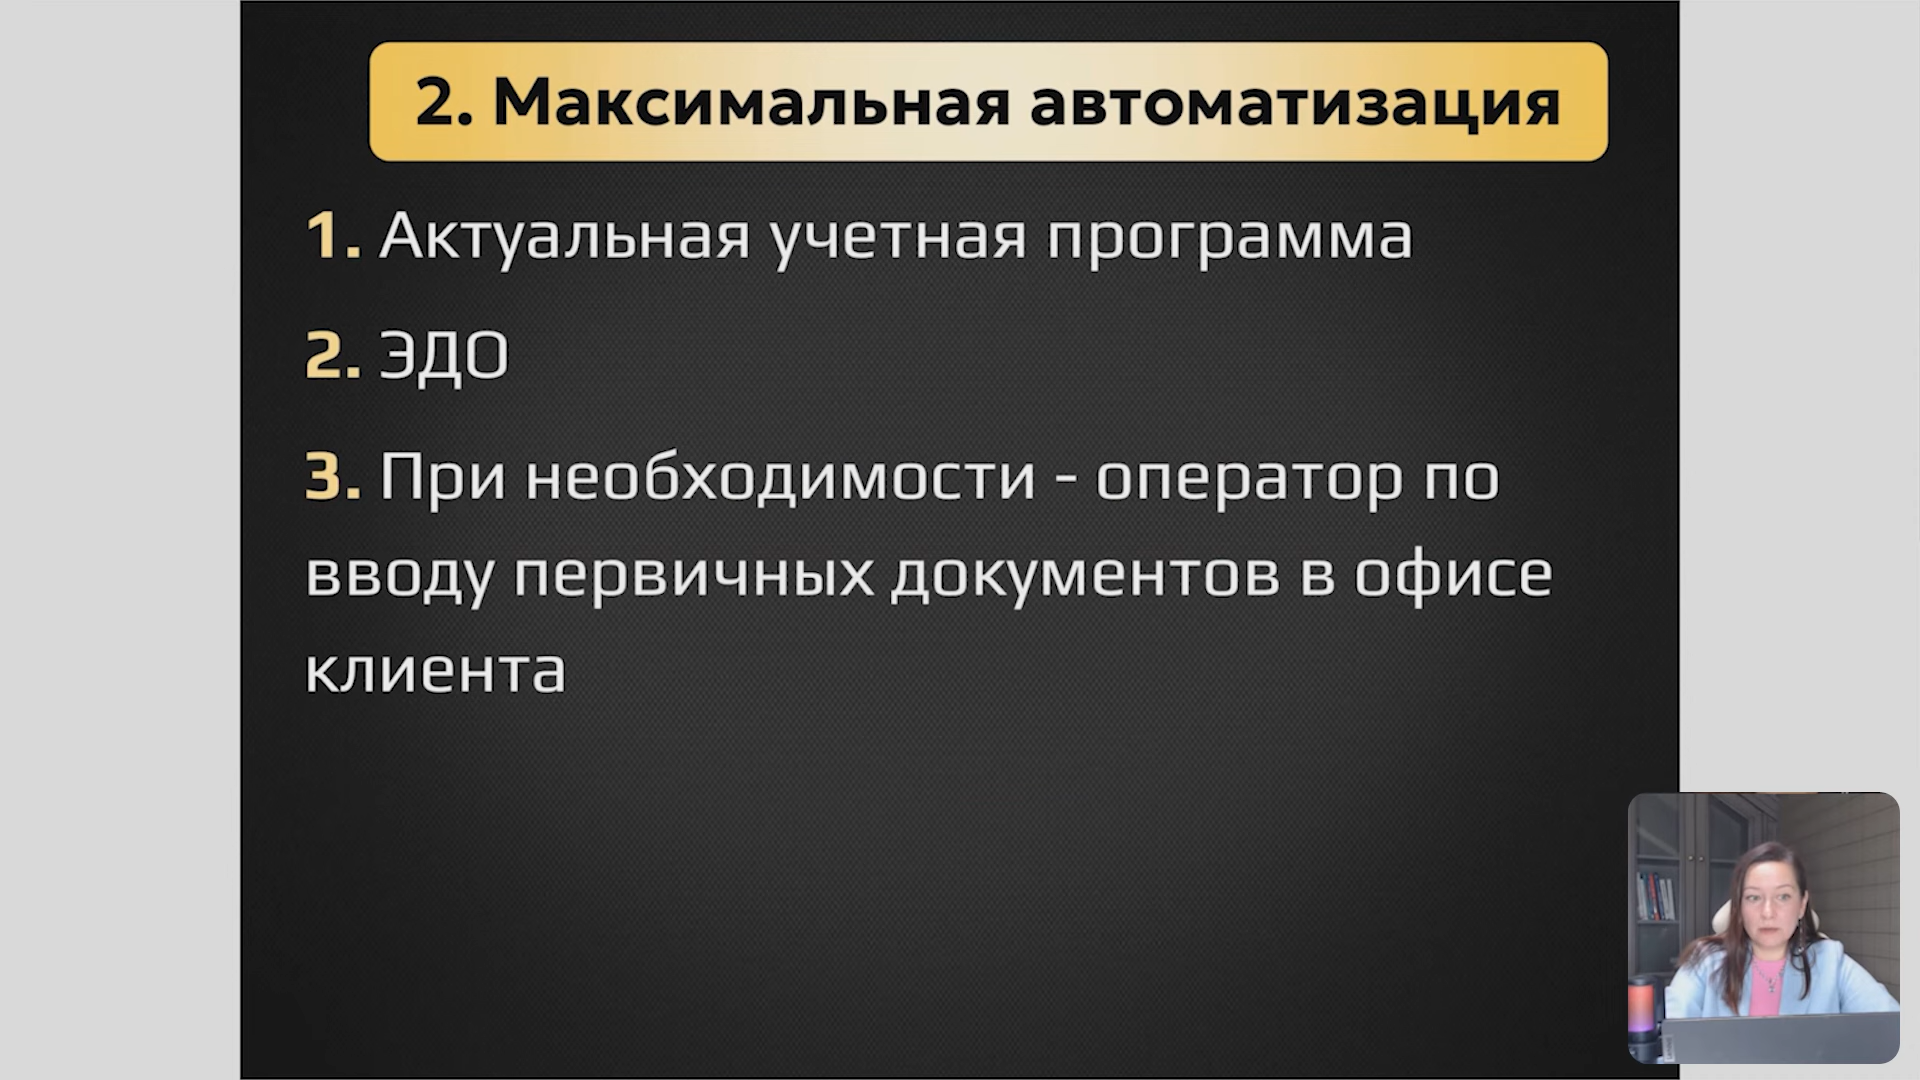 2. Максимальная автоматизация
1. Актуальная учетная программа
2. ЭДО
3. При необходимости - оператор по
вводу первичных документов в офисе
клиента